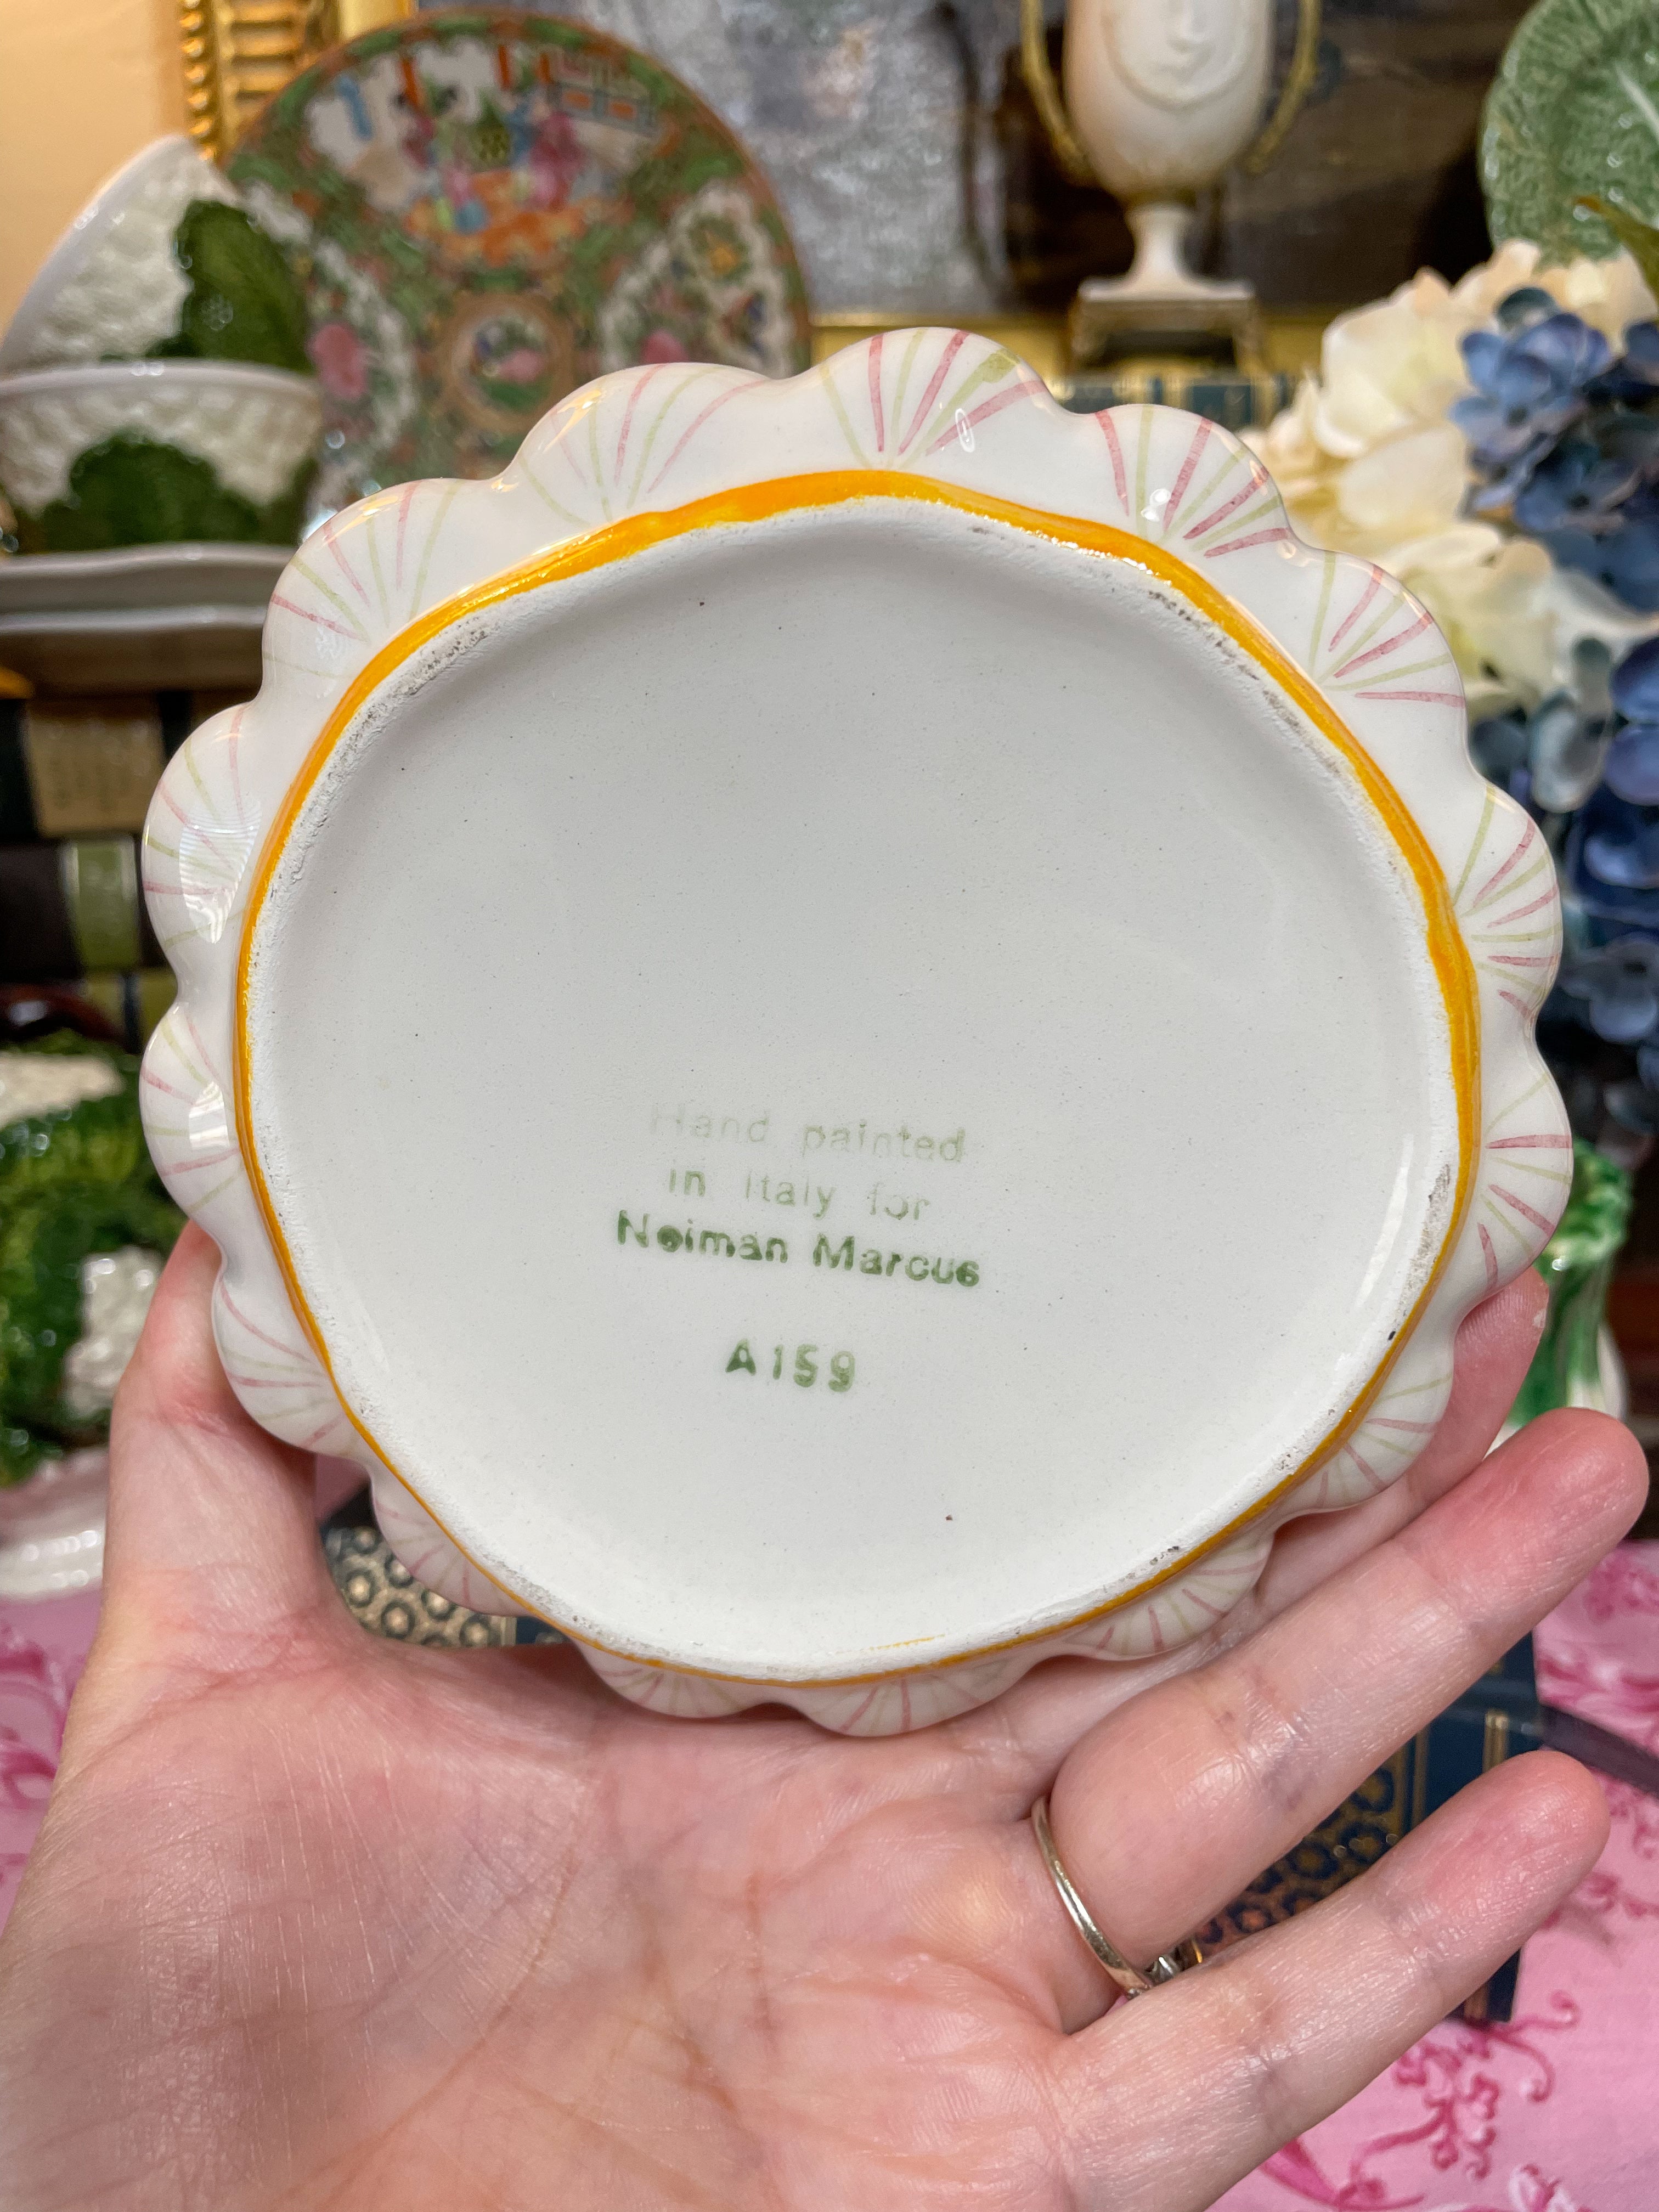 Hand painted
in Italy for
Neiman Marcus
A159